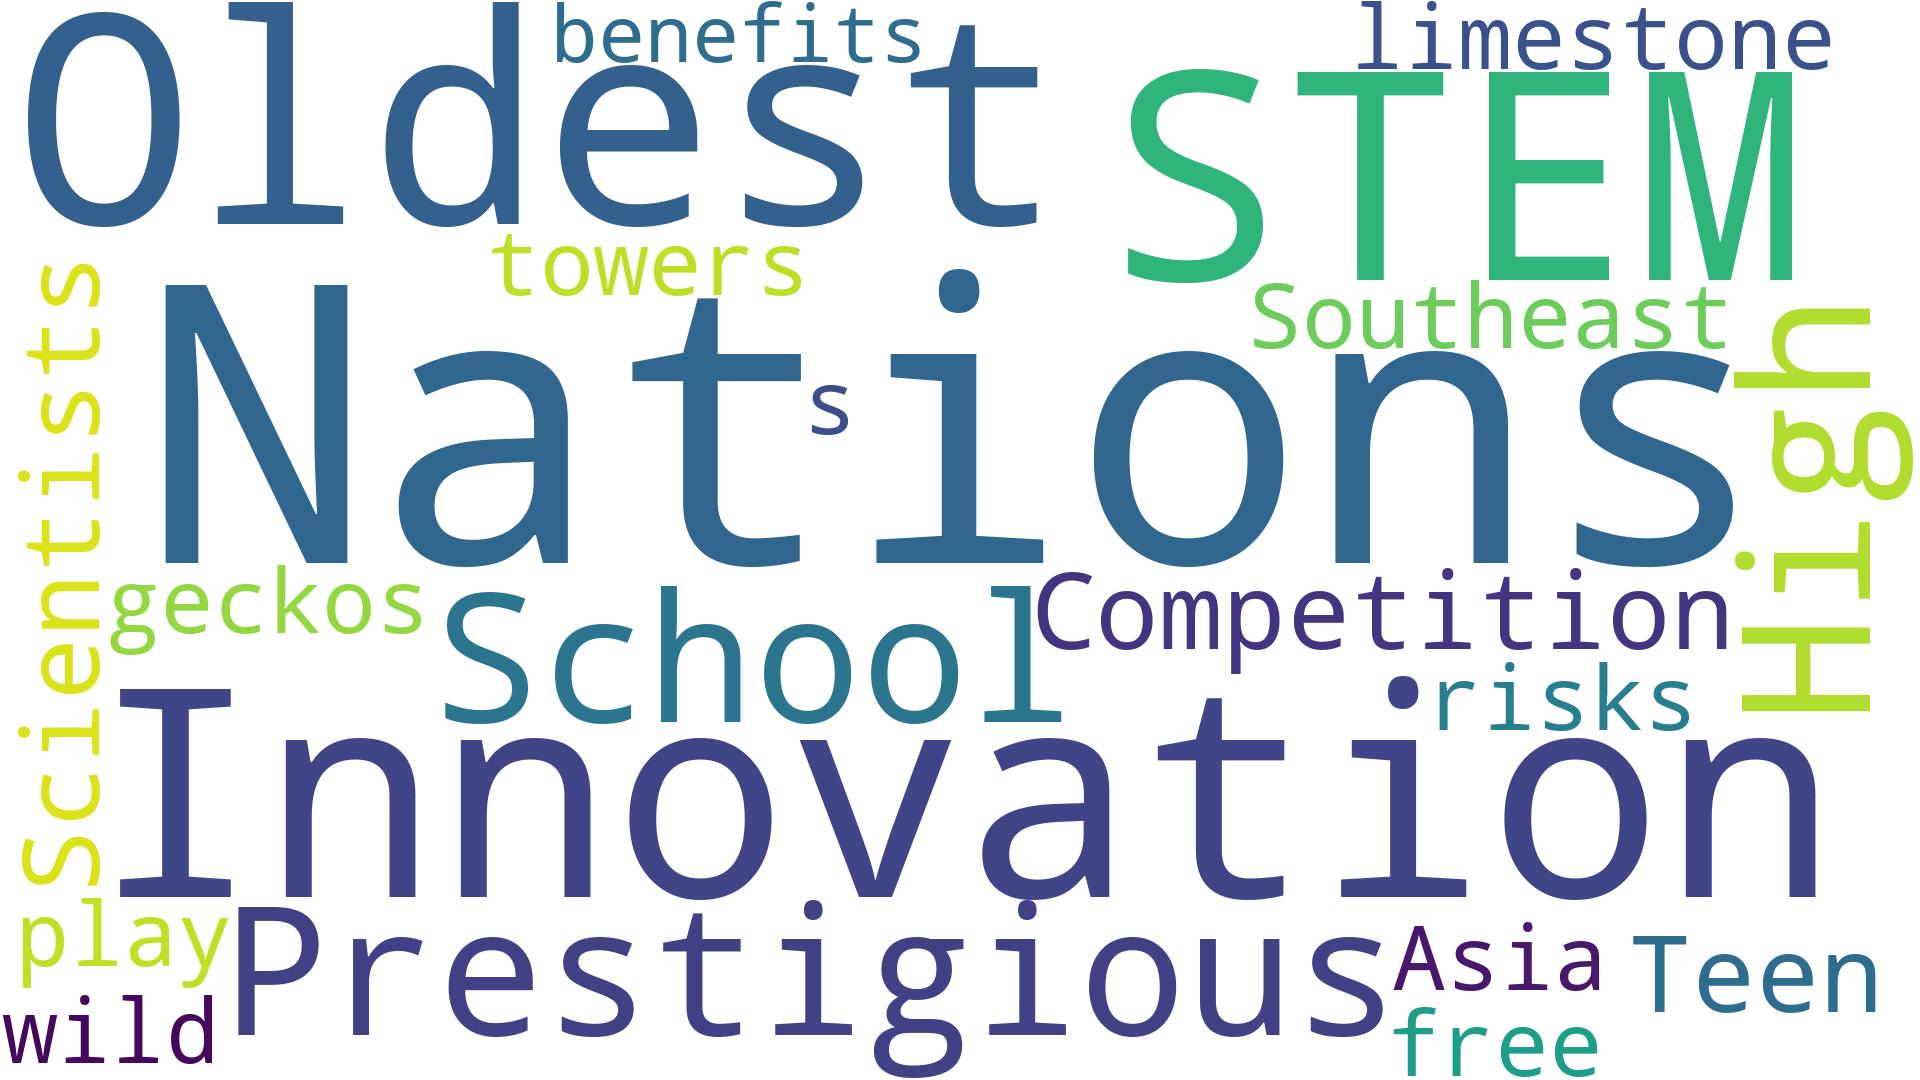 Oldest
benefits
limestone
STEM
towers
Southeast
Nations
s
High
Scientists
geckos
School
Competition
risks
Innovation
play
Prestigious
Asia
Teen
wild
free